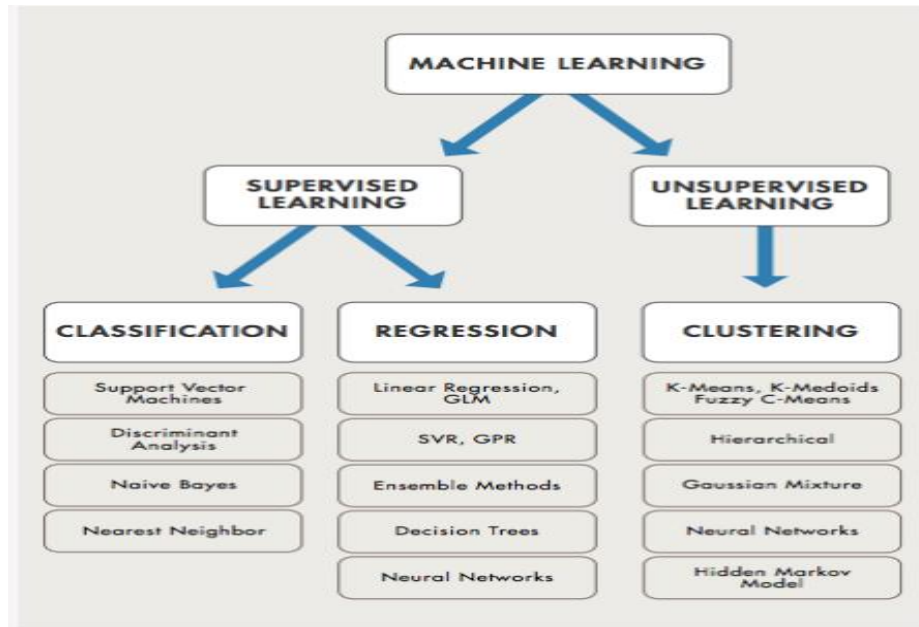 MACHINE LEARNING
SUPERVISED
LEARNING
UNSUPERVISED
LEARNING
CLASSIFICATION
Support Vector
Machines
Discriminant
Analysis
Naive Bayes
Nearest Neighbor
REGRESSION
Linear Regression,
GLM
SVR, GPR
Ensemble Methods
Decision Trees
Neural Networks
CLUSTERING
K-Means, K-Medoids
Fuzzy C-Means
Hierarchical
Gaussian Mixture
Neural Networks
Hidden Markov
Model